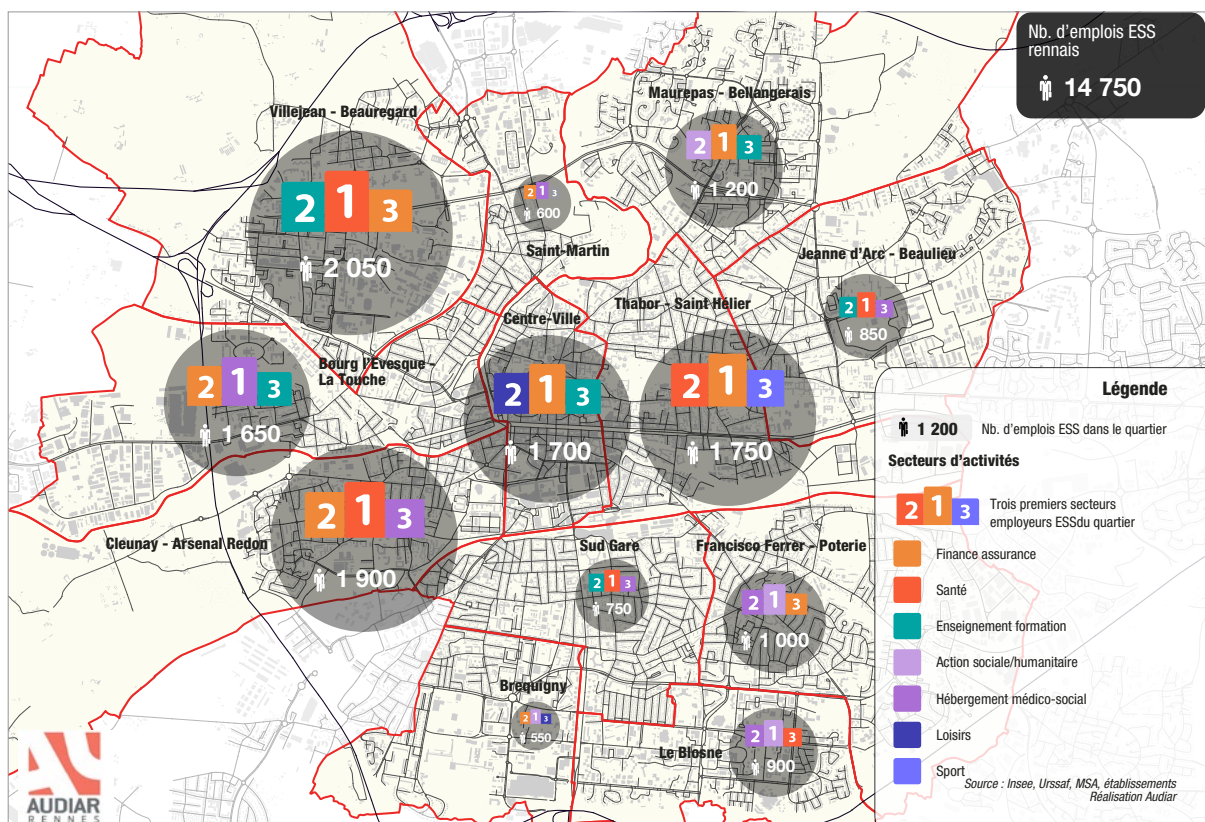 Nb. d'emplois ESS
rennais
14 750
Maurepas - Bellangerais
2 1 3
1 200
Villejean - Beauregard
2 1 3
2 050
2 1 3
600
Saint-Martin
Jeanne d'Arc - Beaulieu
2 1 3
850
Thabor - Saint Hélier
2 1 3
1 750
Centre-Ville
2 1 3
1 700
Bourg l'Evesque -
La Touche
2 1 3
1 650
Cleunay - Arsenal Redon
2 1 3
1 900
Sud Gare
2 1 3
750
Francisco Ferrer - Poterie
2 1 3
1 000
Brequigny
2 1 3
550
Le Blosne
2 1 3
900
Légende
1 200 Nb. d'emplois ESS dans le quartier
Secteurs d'activités
2 1 3
Trois premiers secteurs
employeurs ESSdu quartier
Finance assurance
Santé
Enseignement formation
Action sociale/humanitaire
Hébergement médico-social
Loisirs
Sport
Source : Insee, Urssaf, MSA, établissements
Réalisation Audiar
AUDIAR
RENNES